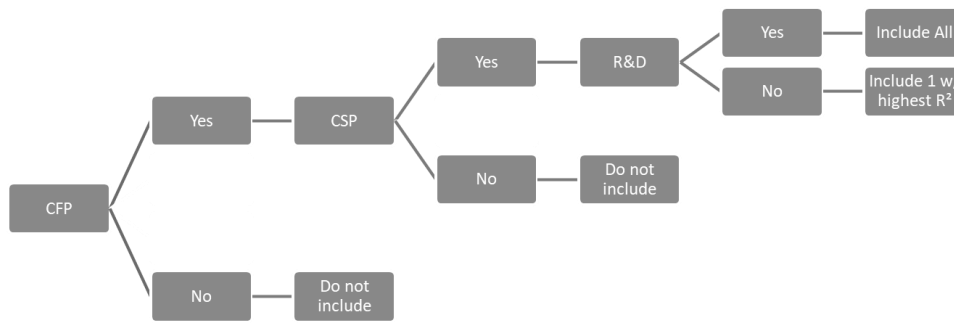 Yes
Include All
Yes
R&D
No
Include 1 w
highest R²
Yes
CSP
No
Do not
include
CFP
No
Do not
include